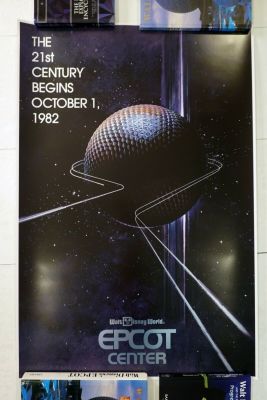 THE
21st
CENTURY
BEGINS
OCTOBER 1,
1982
Walt Disney World®
EPCOT
CENTER